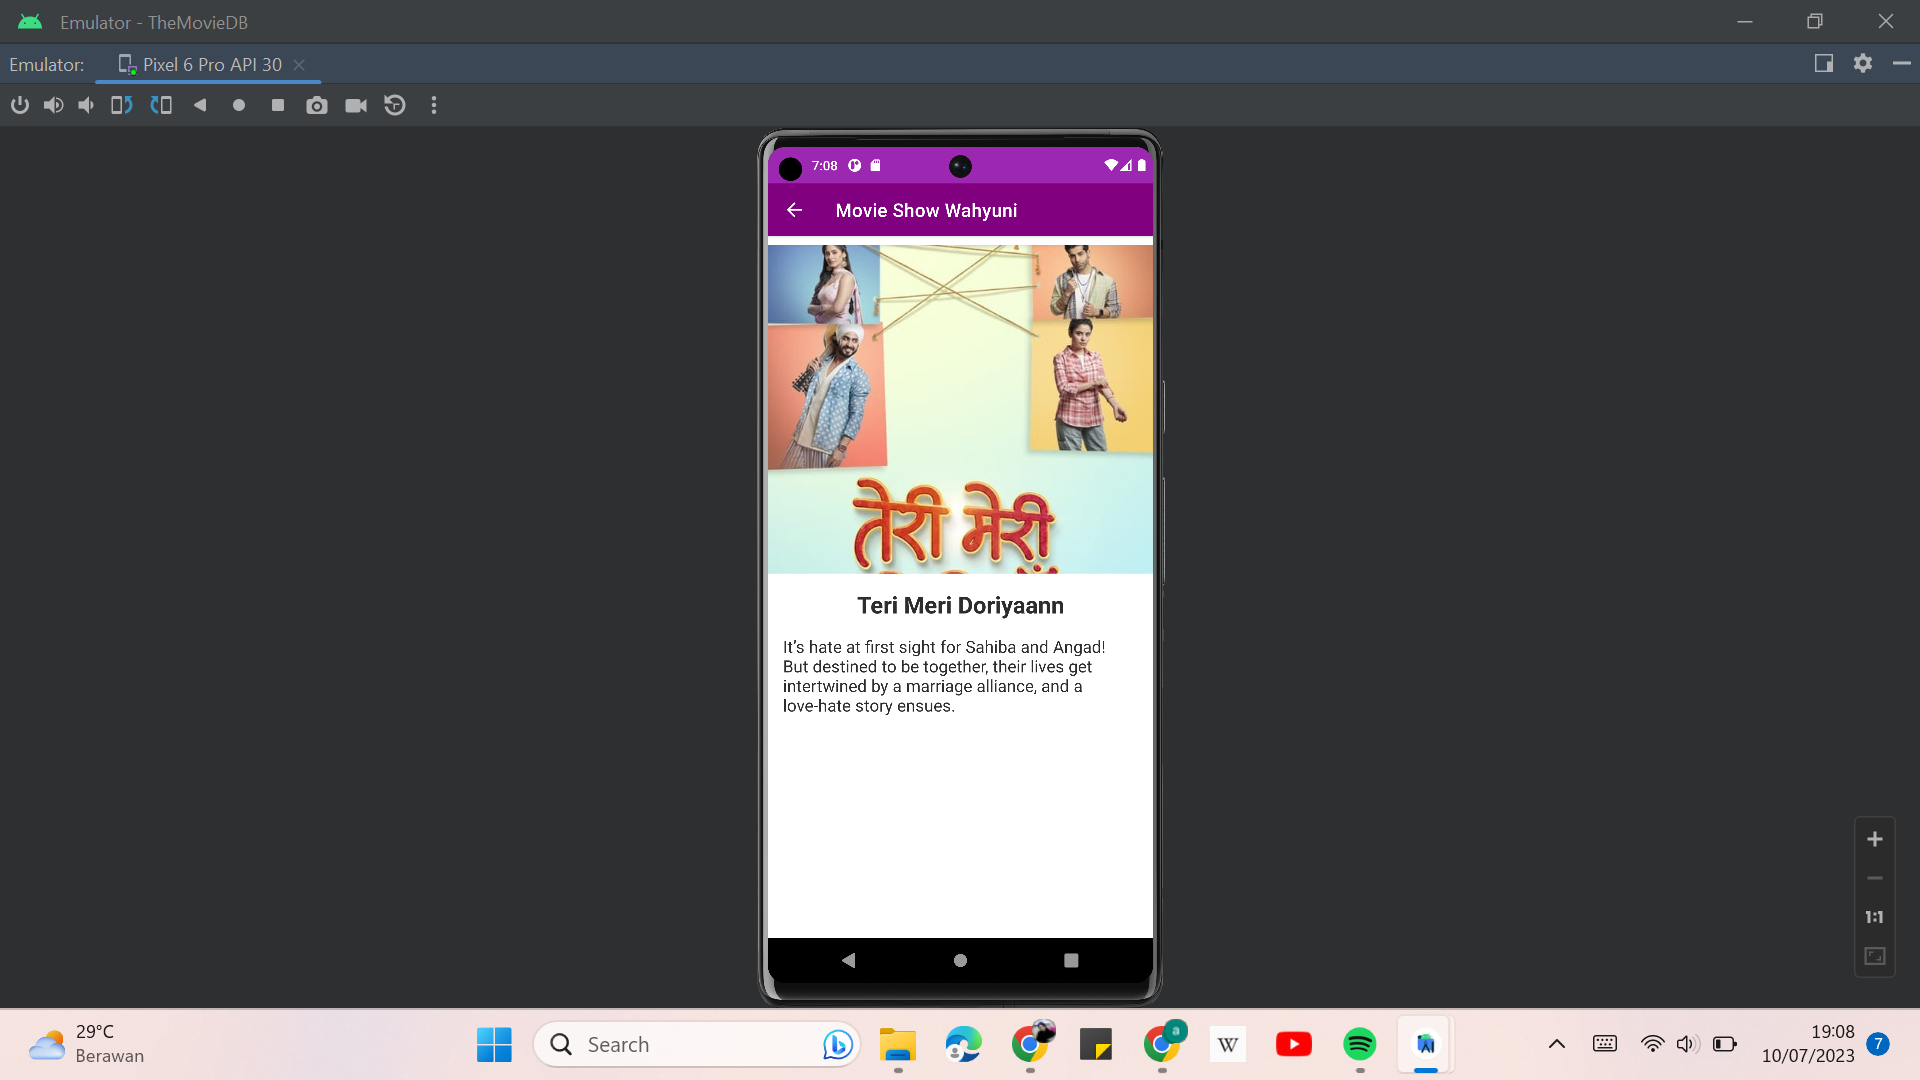 Emulator - TheMovieDB
Emulator:
Pixel 6 Pro API 30
7:08
Movie Show Wahyuni
तेरी मेरी
Teri Meri Doriyaann
It's hate at first sight for Sahiba and Angad!
But destined to be together, their lives get
intertwined by a marriage alliance, and a
love-hate story ensues.
1:1
29°C
Berawan
Search
a
W
AI
19:08
10/07/2023
7